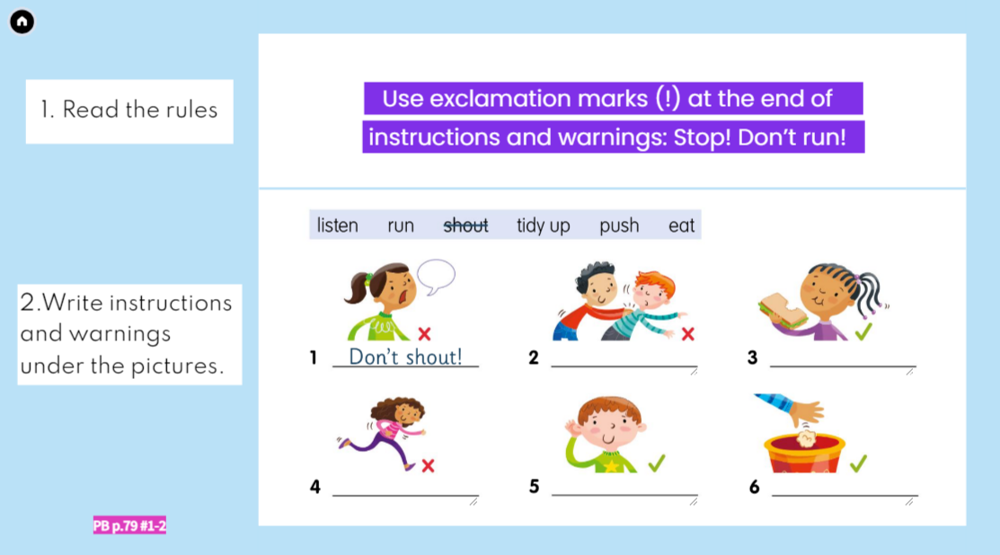 1. Read the rules
Use exclamation marks (!) at the end of
instructions and warnings: Stop! Don’t run!
listen run shout tidy up push eat
2.Write instructions
and warnings
under the pictures.
1 Don’t shout!
2
3
4
5
6
PB p.79 #1-2